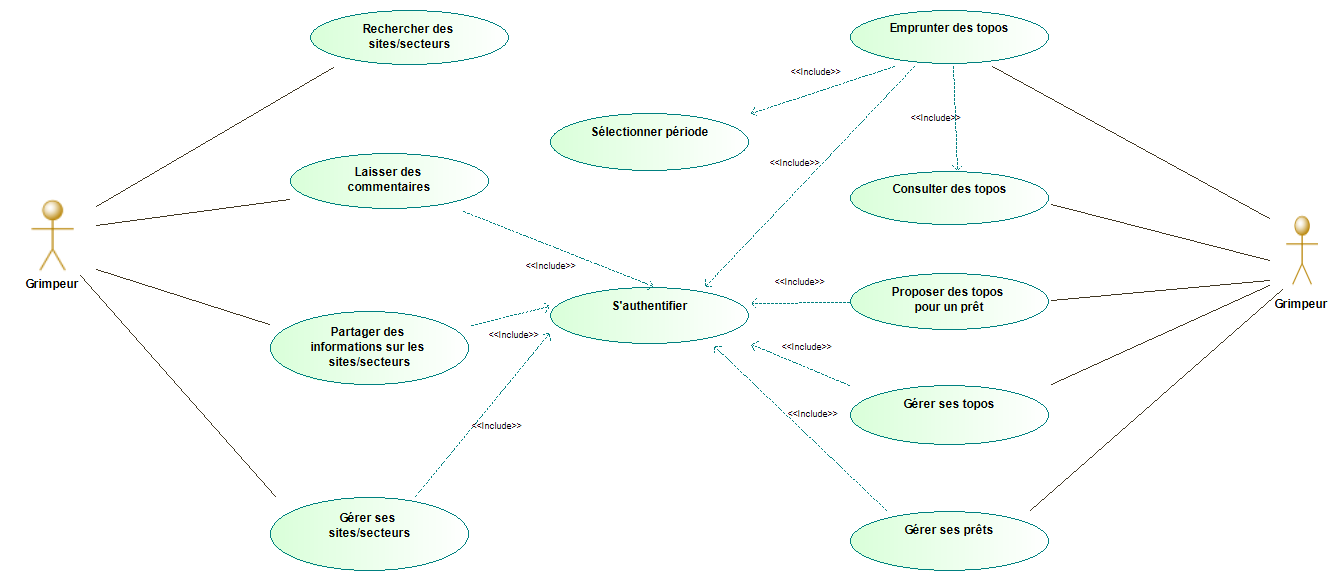 Rechercher des
sites/secteurs
Emprunter des topos
<<Include>>
<<Include>>
Sélectionner période
<<Include>>
Laisser des
commentaires
Consulter des topos
<<Include>>
Grimpeur
<<Include>>
Proposer des topos
pour un prêt
S'authentifier
Grimpeur
Partager des
informations sur les
sites/secteurs
<<Include>>
<<Include>>
Gérer ses topos
<<Include>>
<<Include>>
Gérer ses
sites/secteurs
Gérer ses prêts